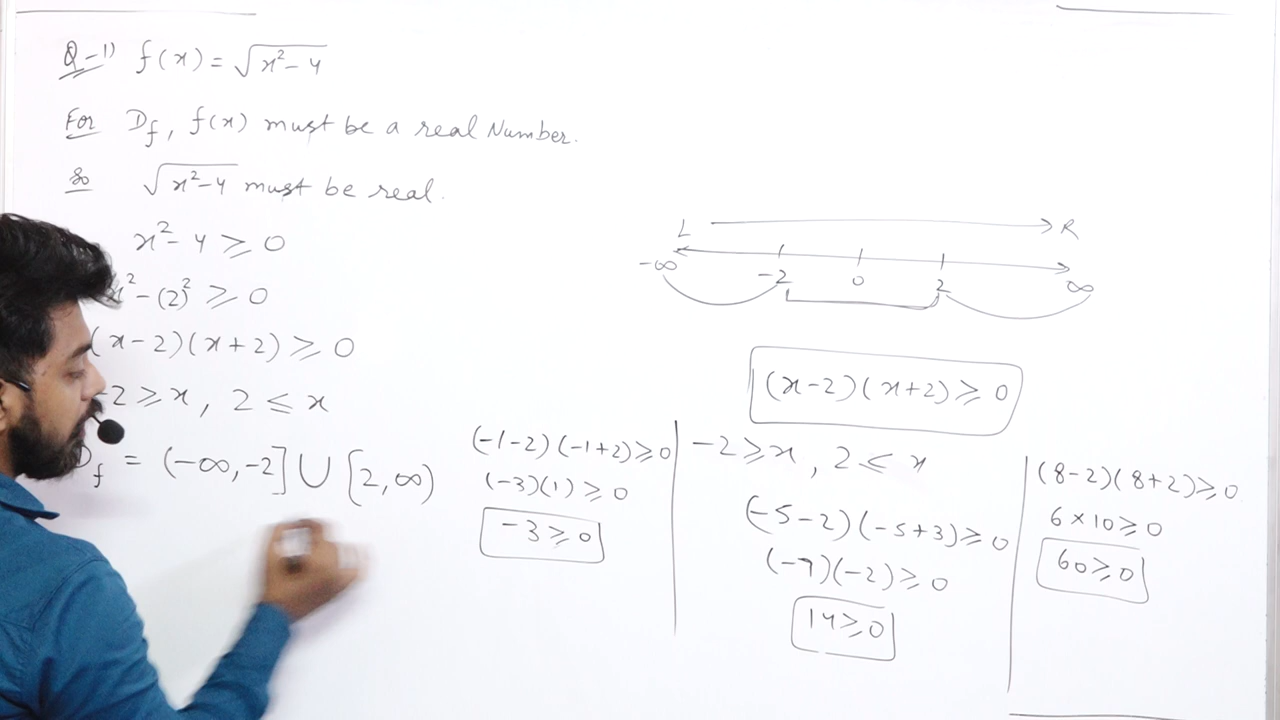 Q-1) f(x) = √x²-4
For Df, f(x) must be a real Number.
So √x²-4 must be real.
x² - 4 ≥ 0
x² - (2)² ≥ 0
(x-2)(x+2) ≥ 0
-2 ≥ x, 2 ≤ x
Df = (-∞, -2] ∪ [2, ∞)
L R
-∞ -2 0 2 ∞
(x-2)(x+2) ≥ 0
(-1-2)(-1+2) ≥ 0
(-3)(1) ≥ 0
-3 ≥ 0
-2 ≥ x, 2 ≤ x
(-5-2)(-5+3) ≥ 0
(-7)(-2) ≥ 0
14 ≥ 0
(8-2)(8+2) ≥ 0
6 × 10 ≥ 0
60 ≥ 0